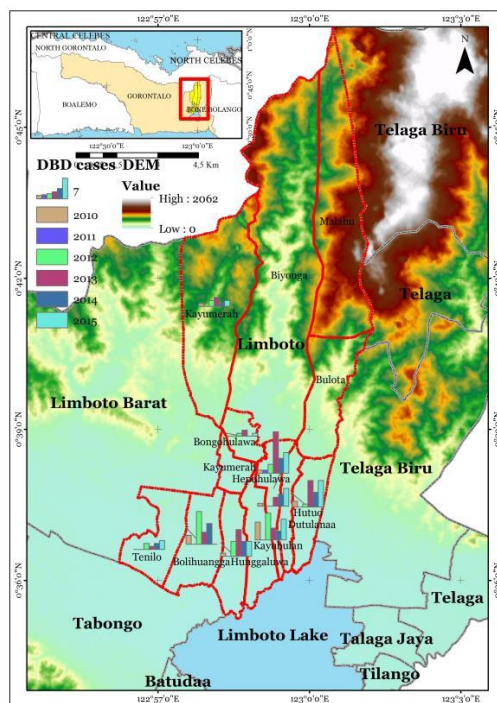 122°57'0"E
123°0'0"E
123°3'3"E
CENTRAL CELEBES
NORTH GORONTALO
NORTH CELEBES
GORONTALO
BOALEMO
BONE BOLANGO
122°30'0"E
123°0'0"E
N
4,5 Km
DBD cases
DEM
7
2010
2011
2012
2013
2014
2015
Value
High : 2062
Low : 0
Telaga Biru
Malahu
Biyonga
Kayumerah
Limboto
Telaga
Bulota
Limboto Barat
Bongohulawa
Kayumerah
Hepuhulawa
Telaga Biru
Hutuo
Dutulanaa
Kayubulan
Tenilo
Bolihuangga
Hunggaluwa
Tabongo
Limboto Lake
Telaga
Talaga Jaya
Tilango
Batudaa
0°45'0"N
0°42'0"N
0°39'0"N
0°36'0"N
122°57'0"E
123°0'0"E
123°3'3"E